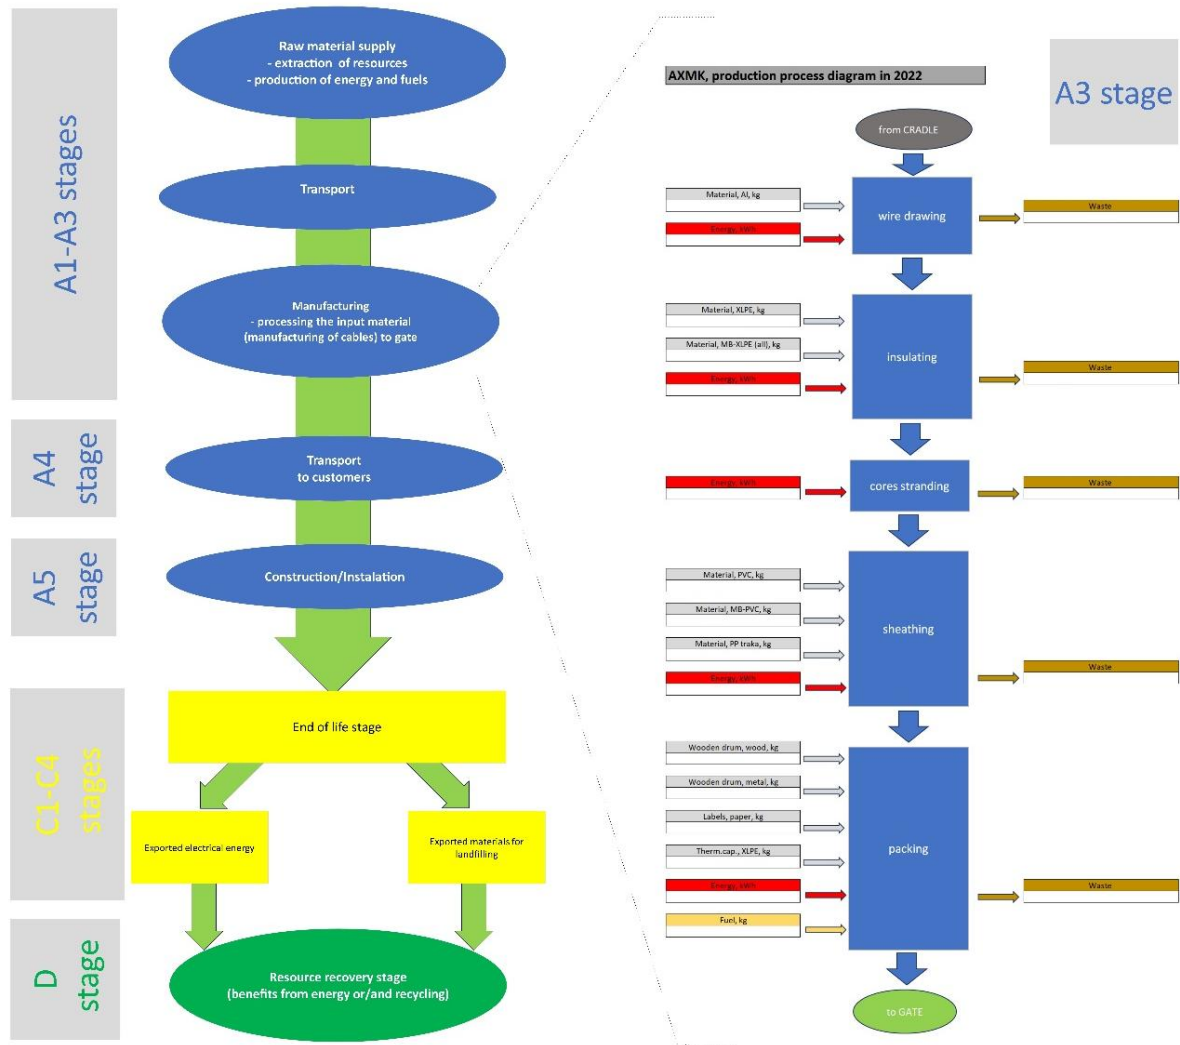 A1-A3 stages
Raw material supply
- extraction of resources
- production of energy and fuels
Transport
Manufacturing
- processing the input material
(manufacturing of cables) to gate
A4
stage
Transport
to customers
A5
stage
Construction/Instalation
C1-C4
stages
End of life stage
Exported electrical energy
Exported materials for
landfilling
D
stage
Resource recovery stage
(benefits from energy or/and recycling)
AXMK, production process diagram in 2022
A3 stage
from CRADLE
Material, Al, kg
Energy, kWh
wire drawing
Waste
Material, XLPE, kg
Material, MB-XLPE (all), kg
Energy, kWh
insulating
Waste
Energy, kWh
cores stranding
Waste
Material, PVC, kg
Material, MB-PVC, kg
Material, PP traka, kg
Energy, kWh
sheathing
Waste
Wooden drum, wood, kg
Wooden drum, metal, kg
Labels, paper, kg
Therm.cap., XLPE, kg
Energy, kWh
Fuel, kg
packing
Waste
to GATE